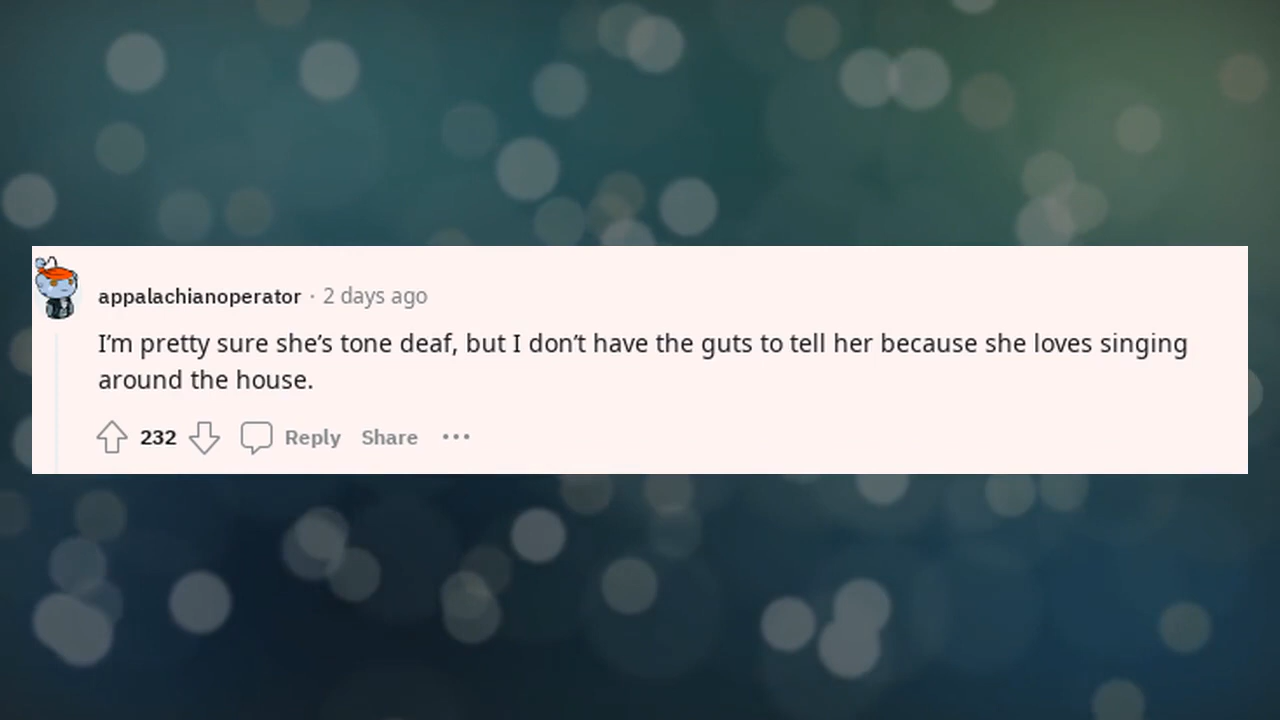 appalachianoperator · 2 days ago
I’m pretty sure she’s tone deaf, but I don’t have the guts to tell her because she loves singing
around the house.
232 Reply Share ···